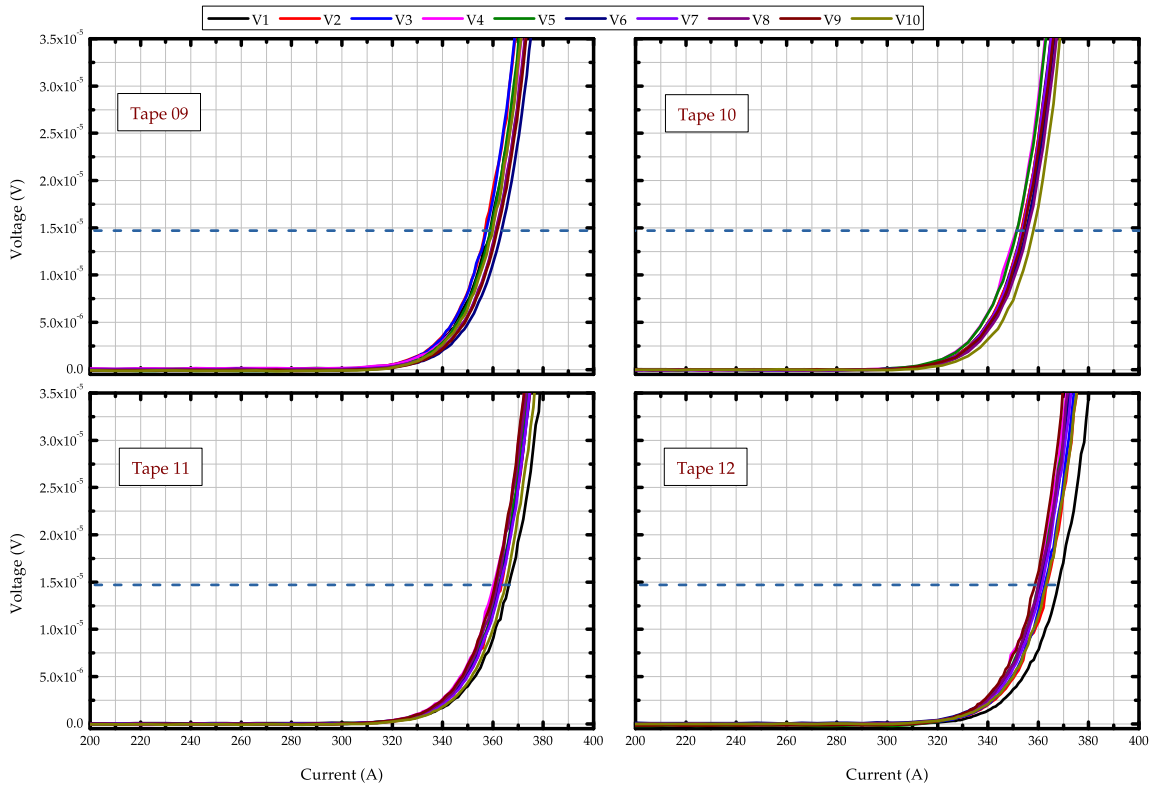 V1 V2 V3 V4 V5 V6 V7 V8 V9 V10
3.5x10⁻⁵
3.0x10⁻⁵
2.5x10⁻⁵
2.0x10⁻⁵
1.5x10⁻⁵
1.0x10⁻⁵
5.0x10⁻⁶
0.0
Voltage (V)
Tape 09
Tape 10
3.5x10⁻⁵
3.0x10⁻⁵
2.5x10⁻⁵
2.0x10⁻⁵
1.5x10⁻⁵
1.0x10⁻⁵
5.0x10⁻⁶
0.0
Voltage (V)
Tape 11
Tape 12
200 220 240 260 280 300 320 340 360 380 400
200 220 240 260 280 300 320 340 360 380 400
Current (A)
Current (A)